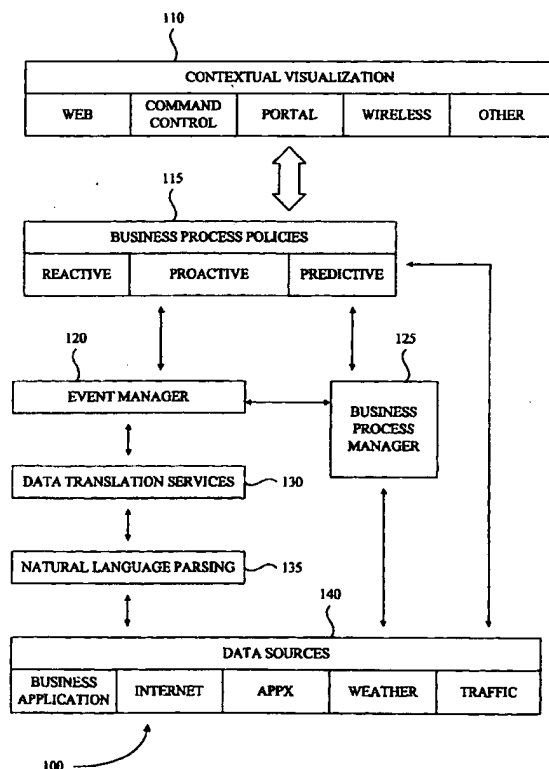 110
CONTEXTUAL VISUALIZATION
WEB
COMMAND
CONTROL
PORTAL
WIRELESS
OTHER
115
BUSINESS PROCESS POLICIES
REACTIVE
PROACTIVE
PREDICTIVE
120
EVENT MANAGER
125
BUSINESS
PROCESS
MANAGER
DATA TRANSLATION SERVICES
130
NATURAL LANGUAGE PARSING
135
140
DATA SOURCES
BUSINESS
APPLICATION
INTERNET
APPX
WEATHER
TRAFFIC
100